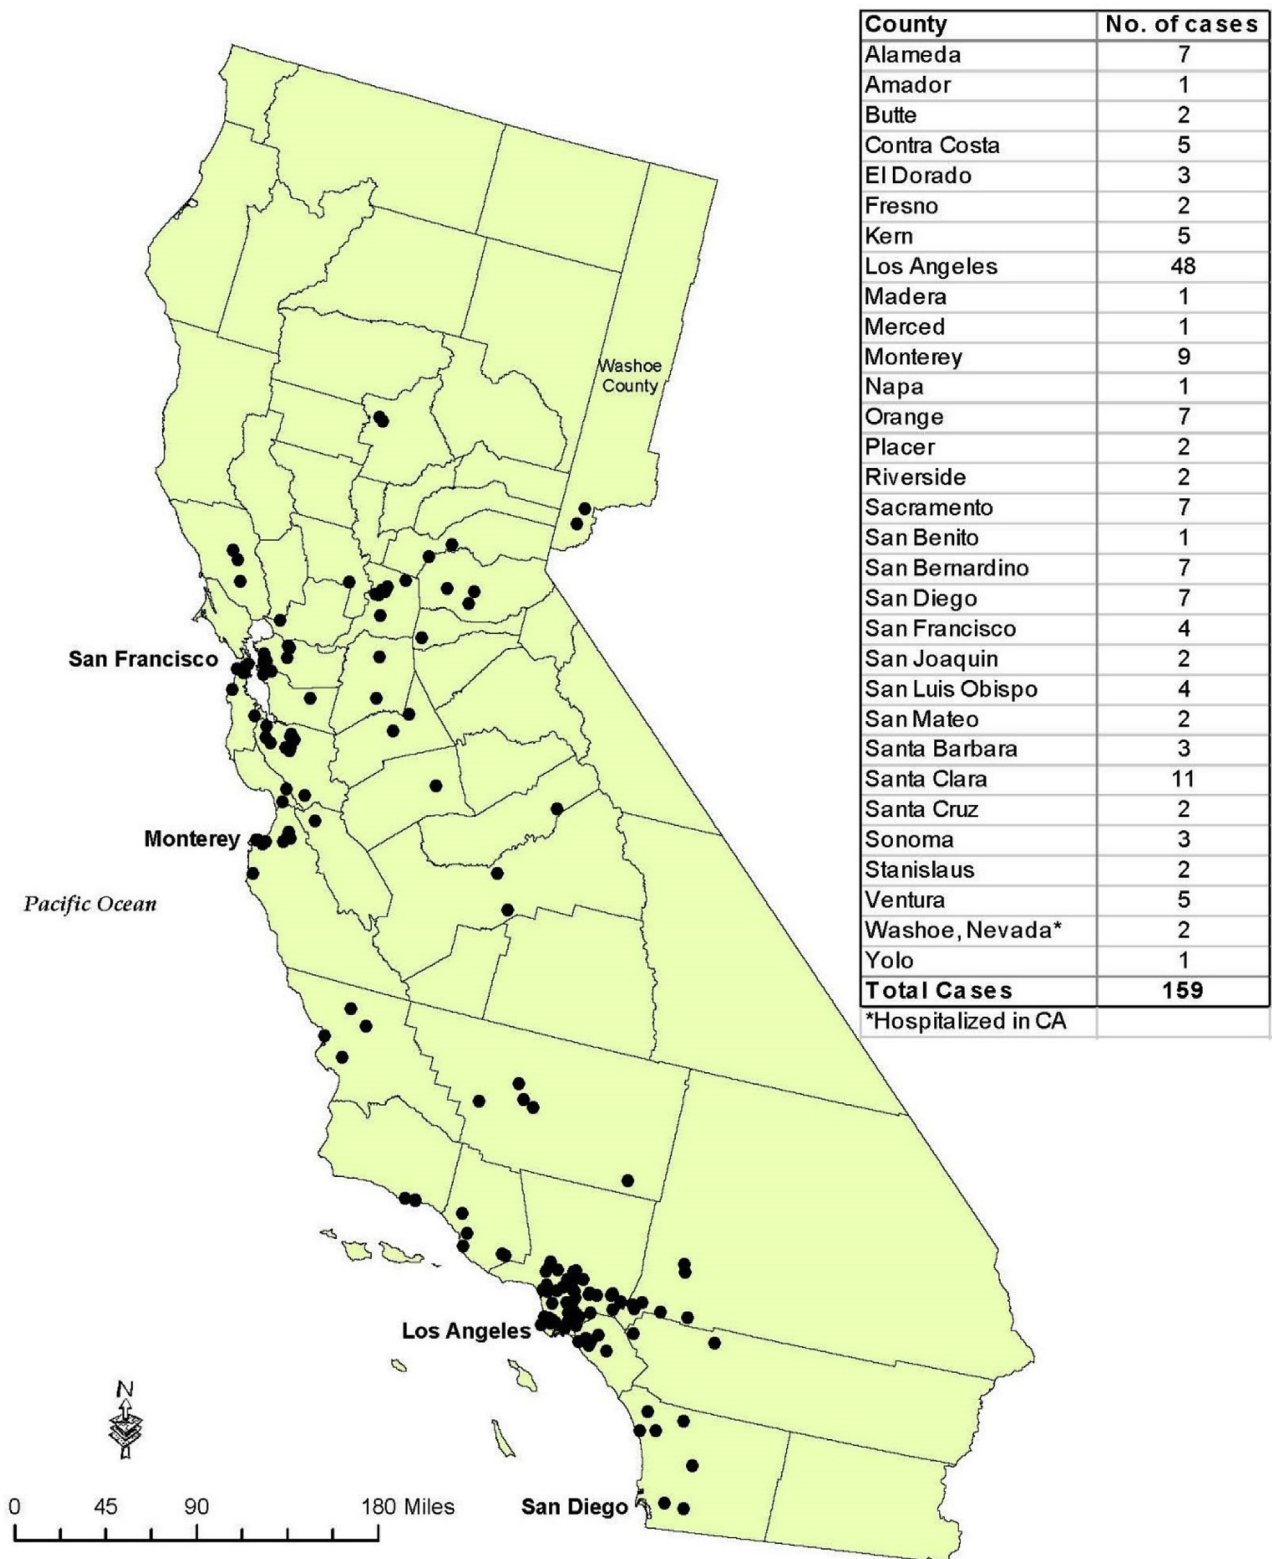 County No. of cases
Alameda 7
Amador 1
Butte 2
Contra Costa 5
El Dorado 3
Fresno 2
Kern 5
Los Angeles 48
Madera 1
Merced 1
Monterey 9
Napa 1
Orange 7
Placer 2
Riverside 2
Sacramento 7
San Benito 1
San Bernardino 7
San Diego 7
San Francisco 4
San Joaquin 2
San Luis Obispo 4
San Mateo 2
Santa Barbara 3
Santa Clara 11
Santa Cruz 2
Sonoma 3
Stanislaus 2
Ventura 5
Washoe, Nevada* 2
Yolo 1
Total Cases 159
*Hospitalized in CA
Washoe
County
San Francisco
Monterey
Pacific Ocean
Los Angeles
San Diego
N
0 45 90 180 Miles